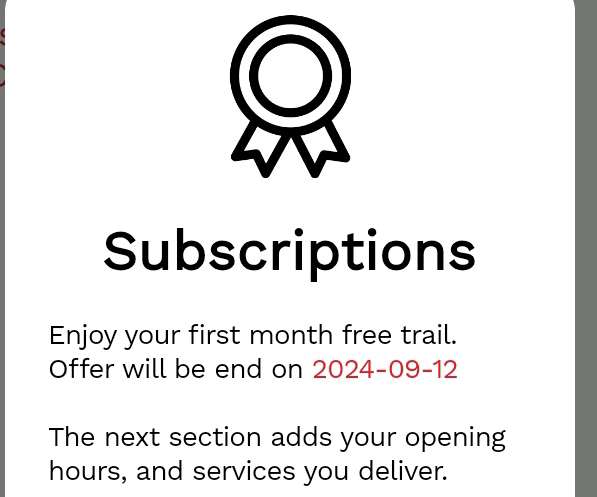 Subscriptions
Enjoy your first month free trail.
Offer will be end on 2024-09-12
The next section adds your opening
hours, and services you deliver.